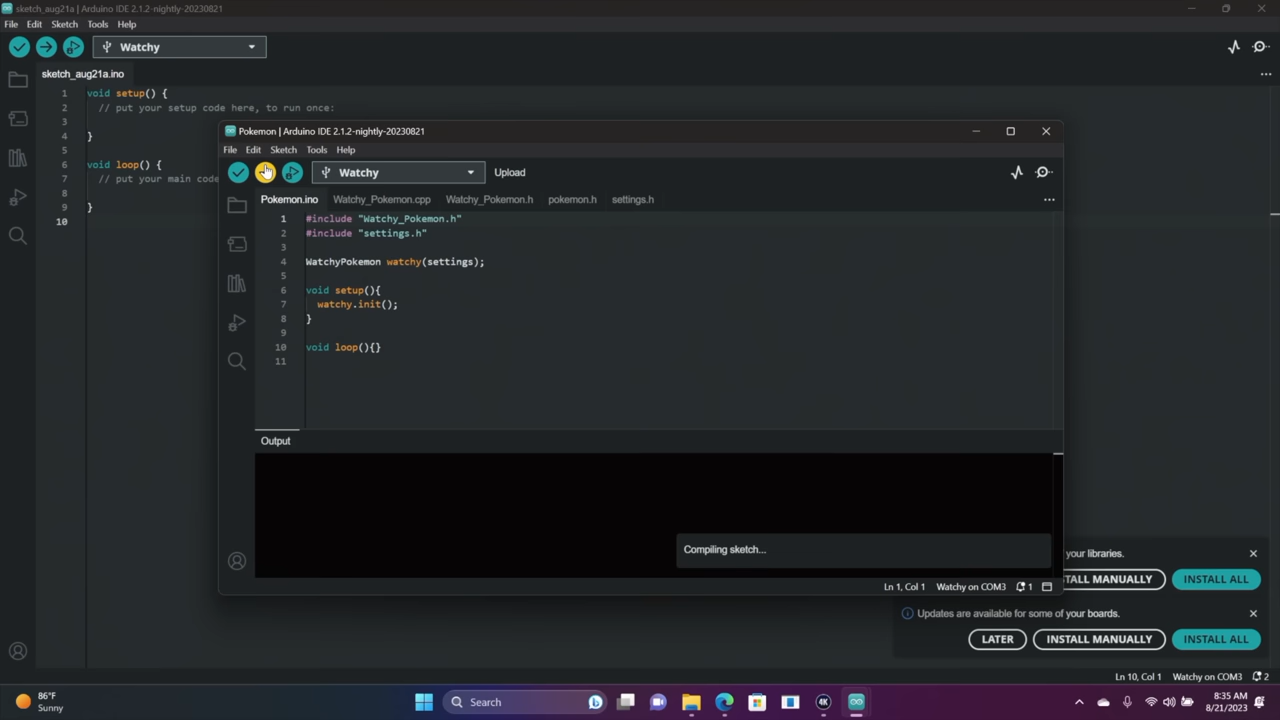 sketch_aug21a | Arduino IDE 2.1.2-nightly-20230821
File Edit Sketch Tools Help
Watchy
sketch_aug21a.ino
1 void setup() {
2 // put your setup code here, to run once:
3
4 }
5
6 void loop() {
7 // put your main code
8
9 }
10
Pokemon | Arduino IDE 2.1.2-nightly-20230821
File Edit Sketch Tools Help
Watchy
Upload
Pokemon.ino Watchy_Pokemon.cpp Watchy_Pokemon.h pokemon.h settings.h
1 #include "Watchy_Pokemon.h"
2 #include "settings.h"
3
4 WatchyPokemon watchy(settings);
5
6 void setup(){
7 watchy.init();
8 }
9
10 void loop(){}
11
Output
Compiling sketch...
Ln 1, Col 1 Watchy on COM3 1
your libraries.
TALL MANUALLY INSTALL ALL
Updates are available for some of your boards.
LATER INSTALL MANUALLY INSTALL ALL
Ln 10, Col 1 Watchy on COM3 2
86°F
Sunny
Search
4K
8:35 AM
8/21/2023